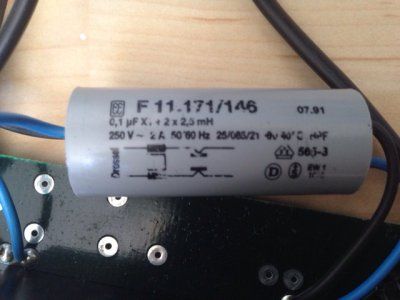 F 11.171/146 07.91
0,1 µF X1 + 2 x 2,5 mH
250 V~ 2 A 50/60 Hz 25/085/21
Drossel
565-3
D